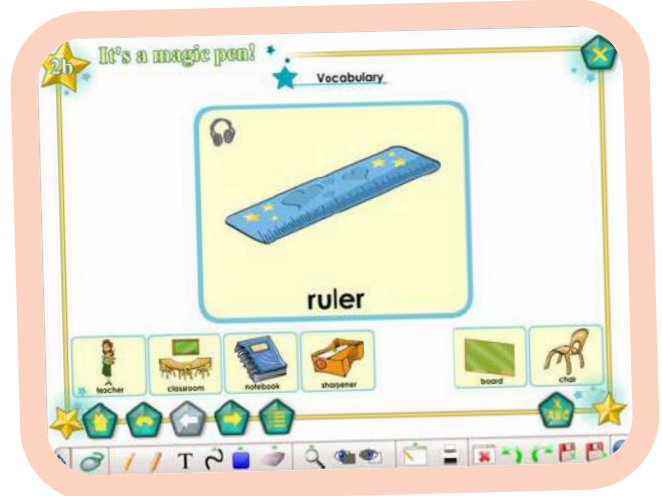 2b
It's a magic pen!
Vocabulary
ruler
teacher
classroom
notebook
sharpener
board
chair
ABC
T